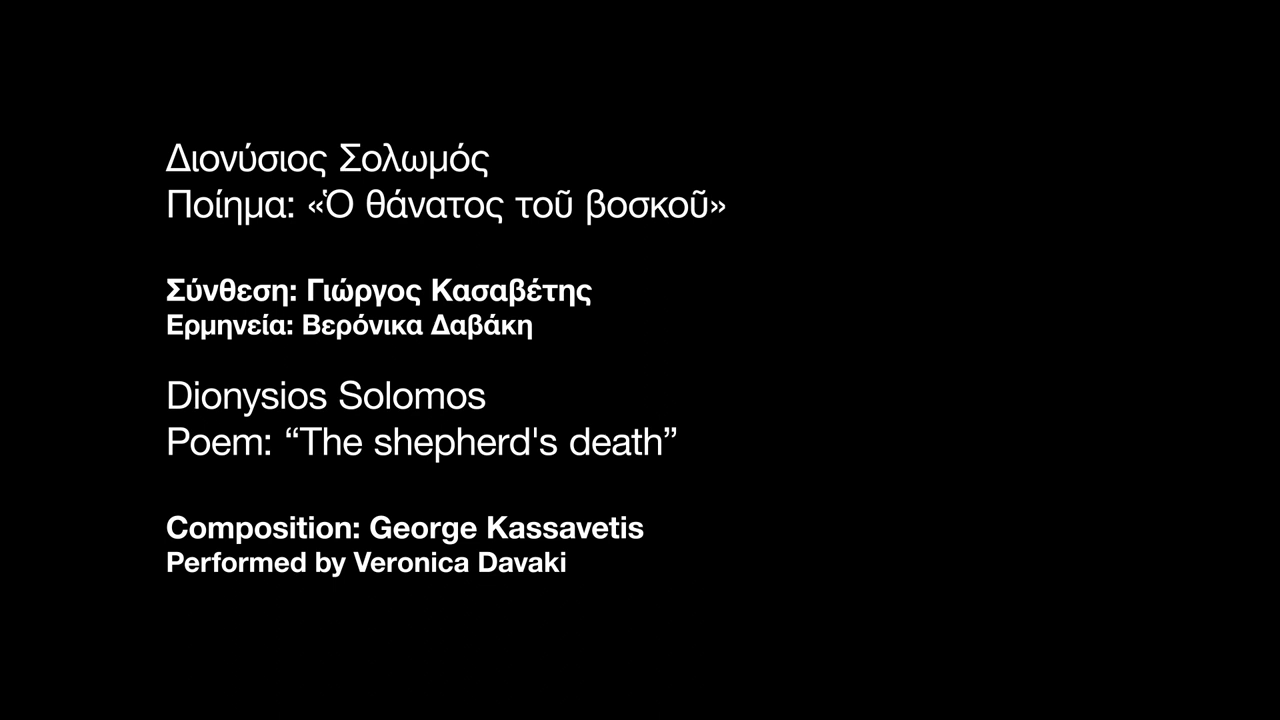 Διονύσιος Σολωμός
Ποίημα: «Ὁ θάνατος τοῦ βοσκοῦ»
Σύνθεση: Γιώργος Κασαβέτης
Ερμηνεία: Βερόνικα Δαβάκη
Dionysios Solomos
Poem: “The shepherd's death”
Composition: George Kassavetis
Performed by Veronica Davaki